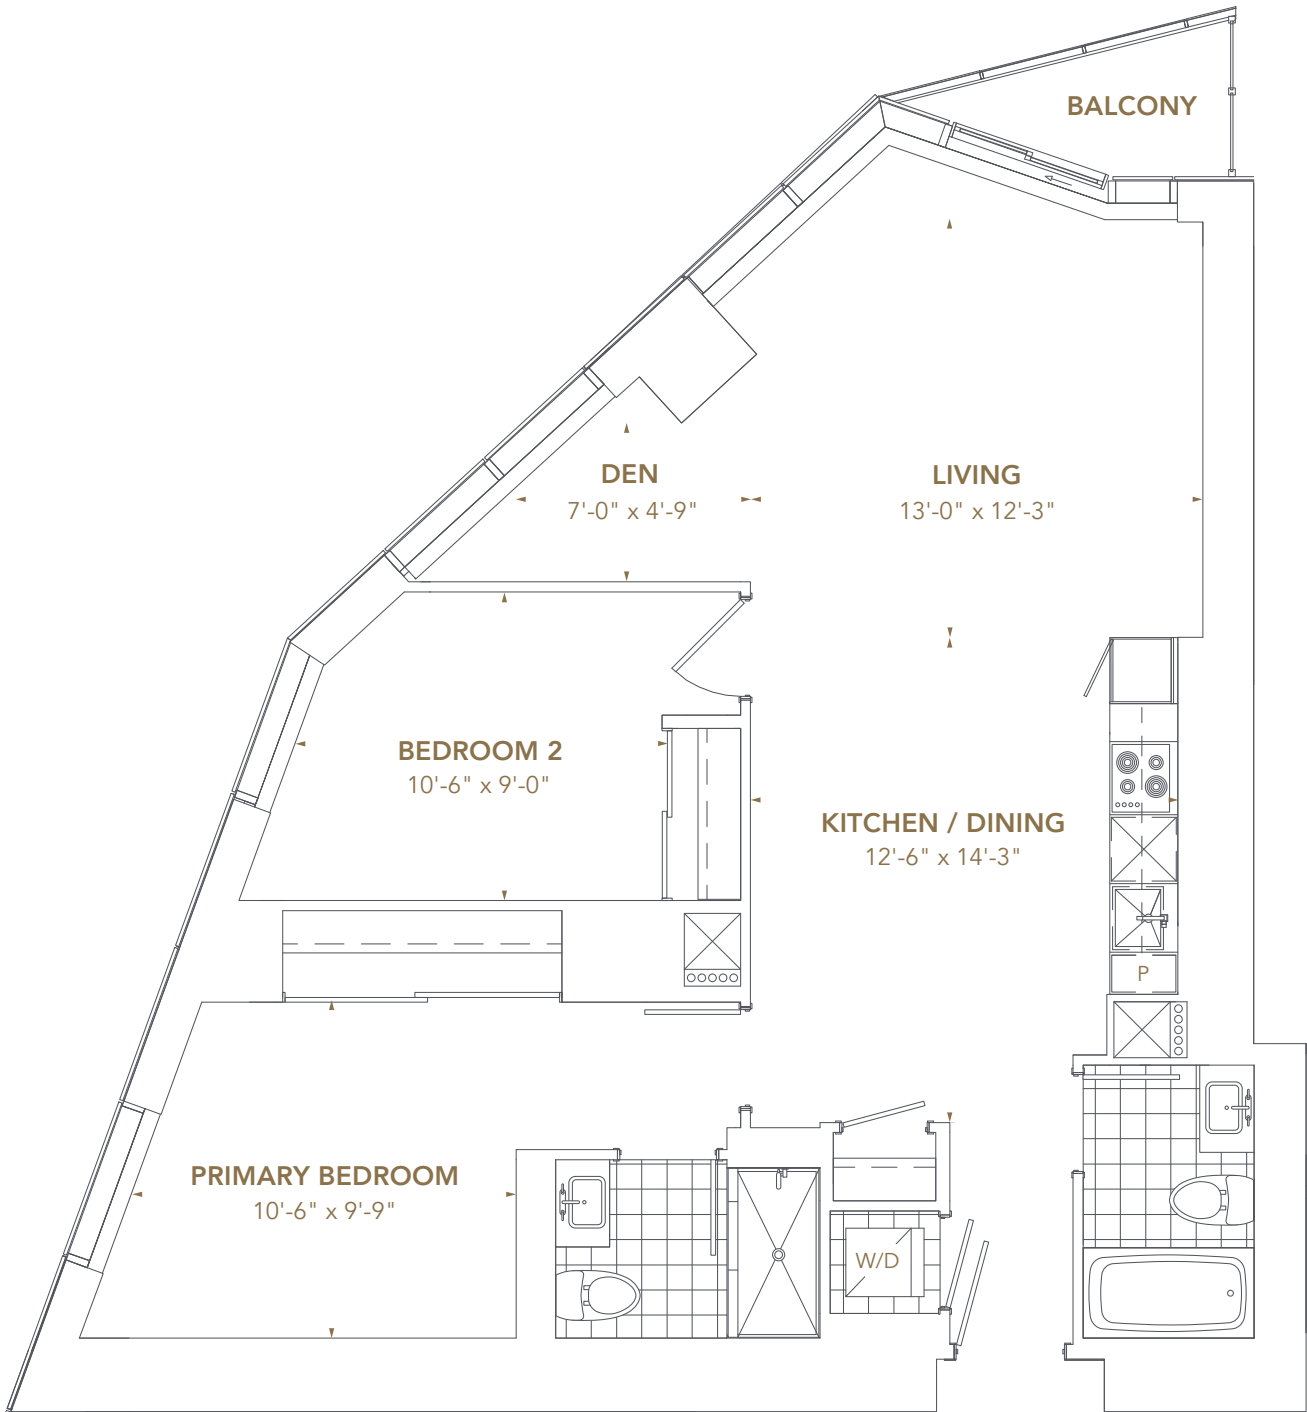 BALCONY
DEN
7'-0" x 4'-9"
LIVING
13'-0" x 12'-3"
BEDROOM 2
10'-6" x 9'-0"
KITCHEN / DINING
12'-6" x 14'-3"
P
PRIMARY BEDROOM
10'-6" x 9'-9"
W/D